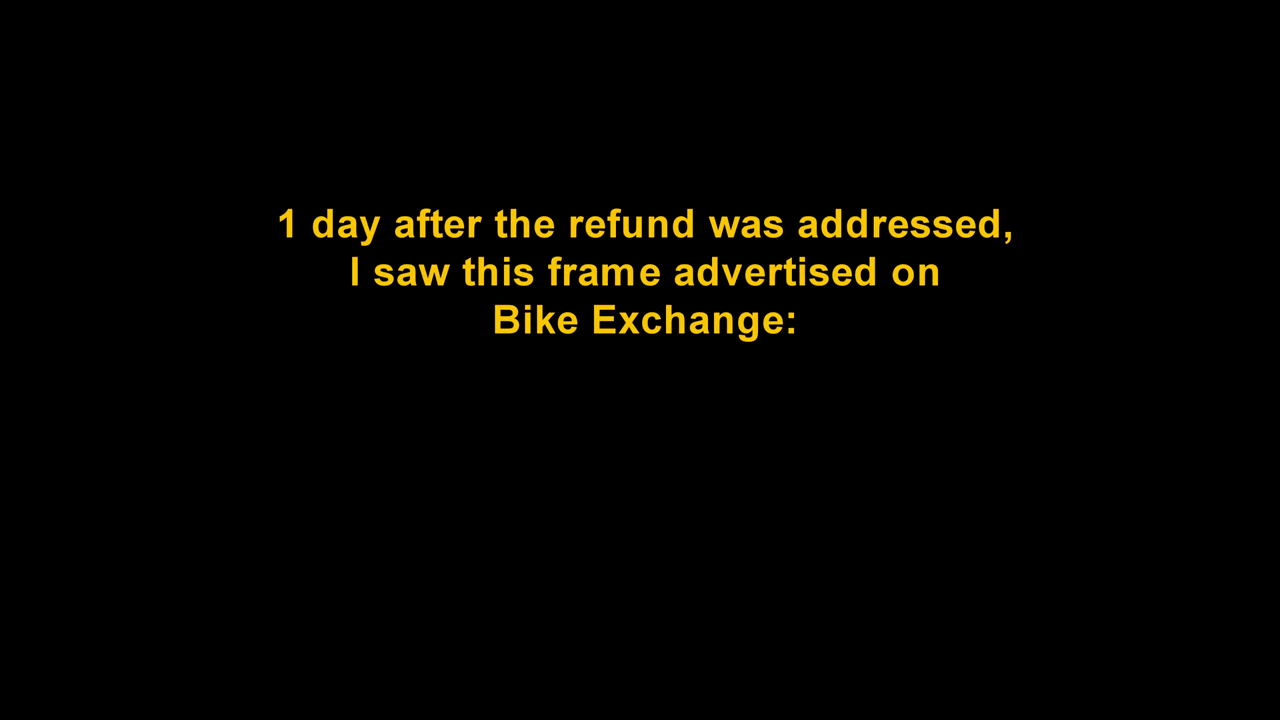 1 day after the refund was addressed,
I saw this frame advertised on
Bike Exchange: